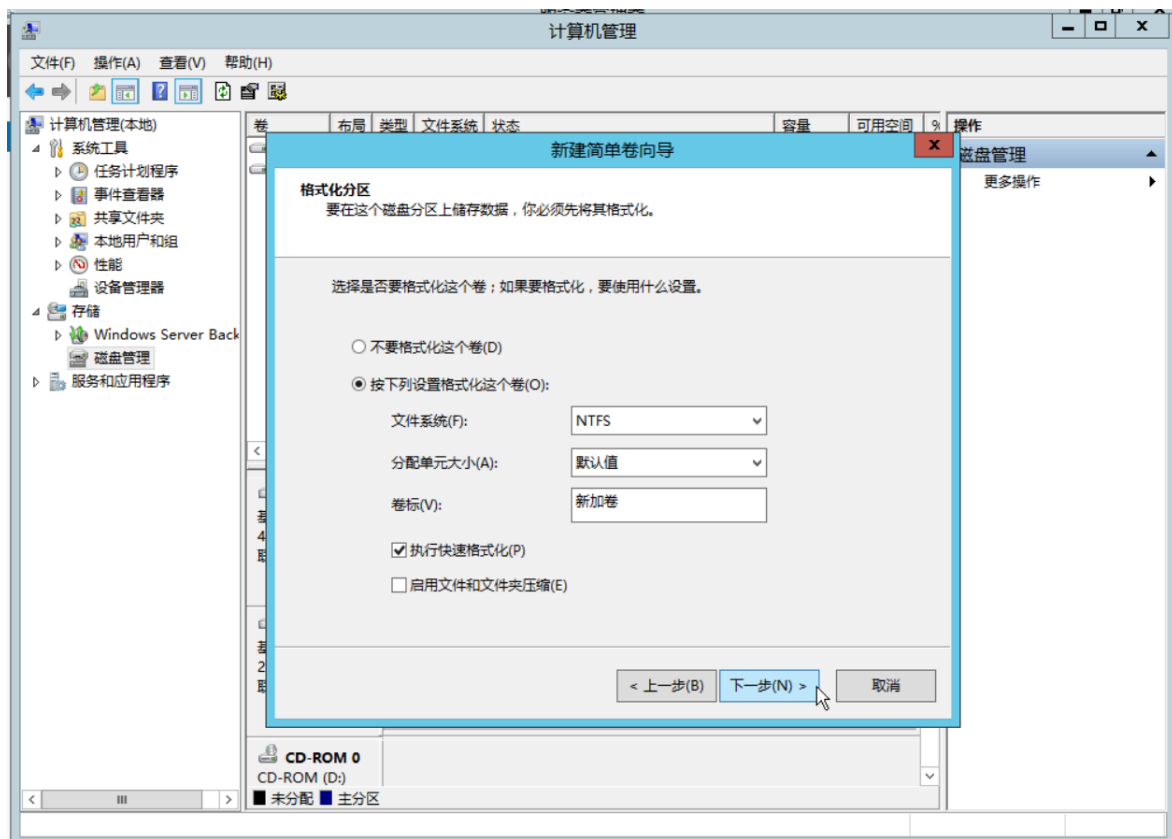 计算机管理
文件(F) 操作(A) 查看(V) 帮助(H)
计算机管理(本地)
系统工具
任务计划程序
事件查看器
共享文件夹
本地用户和组
性能
设备管理器
存储
Windows Server Back
磁盘管理
服务和应用程序
卷 布局 类型 文件系统 状态 容量 可用空间 %
操作
磁盘管理
更多操作
新建简单卷向导
格式化分区
要在这个磁盘分区上储存数据，你必须先将其格式化。
选择是否要格式化这个卷；如果要格式化，要使用什么设置。
不要格式化这个卷(D)
按下列设置格式化这个卷(O):
文件系统(F): NTFS
分配单元大小(A): 默认值
卷标(V): 新加卷
执行快速格式化(P)
启用文件和文件夹压缩(E)
< 上一步(B) 下一步(N) > 取消
CD-ROM 0
CD-ROM (D:)
未分配 主分区